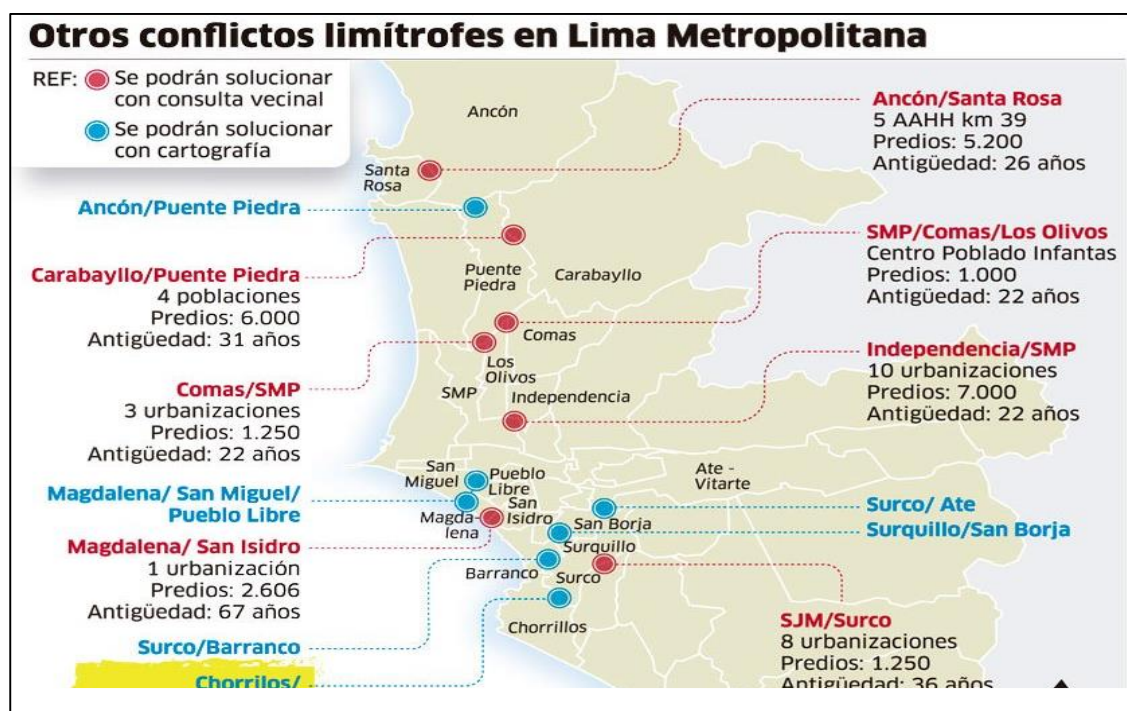 Otros conflictos limítrofes en Lima Metropolitana
REF:
Se podrán solucionar
con consulta vecinal
Se podrán solucionar
con cartografía
Ancón/Puente Piedra
Carabayllo/Puente Piedra
4 poblaciones
Predios: 6.000
Antigüedad: 31 años
Comas/SMP
3 urbanizaciones
Predios: 1.250
Antigüedad: 22 años
Magdalena/ San Miguel/
Pueblo Libre
Magdalena/ San Isidro
1 urbanización
Predios: 2.606
Antigüedad: 67 años
Surco/Barranco
Chorrilos/
Ancón
Santa
Rosa
Puente
Piedra
Carabayllo
Comas
Los
Olivos
SMP
Independencia
San
Miguel
Pueblo
Libre
Ate -
Vitarte
Magda-
lena
San
Isidro
San Borja
Surquillo
Barranco
Surco
Chorrillos
Ancón/Santa Rosa
5 AAHH km 39
Predios: 5.200
Antigüedad: 26 años
SMP/Comas/Los Olivos
Centro Poblado Infantas
Predios: 1.000
Antigüedad: 22 años
Independencia/SMP
10 urbanizaciones
Predios: 7.000
Antigüedad: 22 años
Surco/ Ate
Surquillo/San Borja
SJM/Surco
8 urbanizaciones
Predios: 1.250
Antigüedad: 36 años